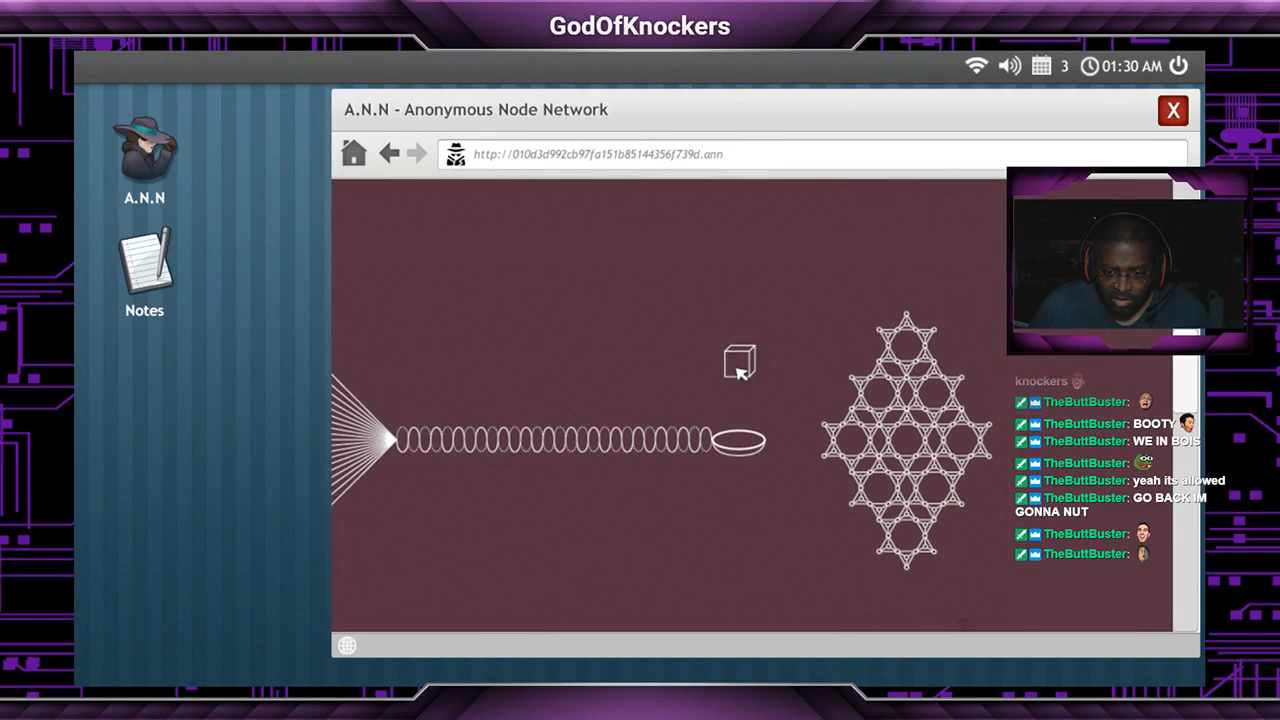 GodOfKnockers
3 01:30 AM
A.N.N - Anonymous Node Network
X
http://010d3d992cb97fa151b85144356f739d.ann
A.N.N
Notes
knockers
TheButtBuster:
TheButtBuster: BOOTY
TheButtBuster: WE IN BOIS
TheButtBuster:
TheButtBuster: yeah its allowed
TheButtBuster: GO BACK IM
GONNA NUT
TheButtBuster:
TheButtBuster: